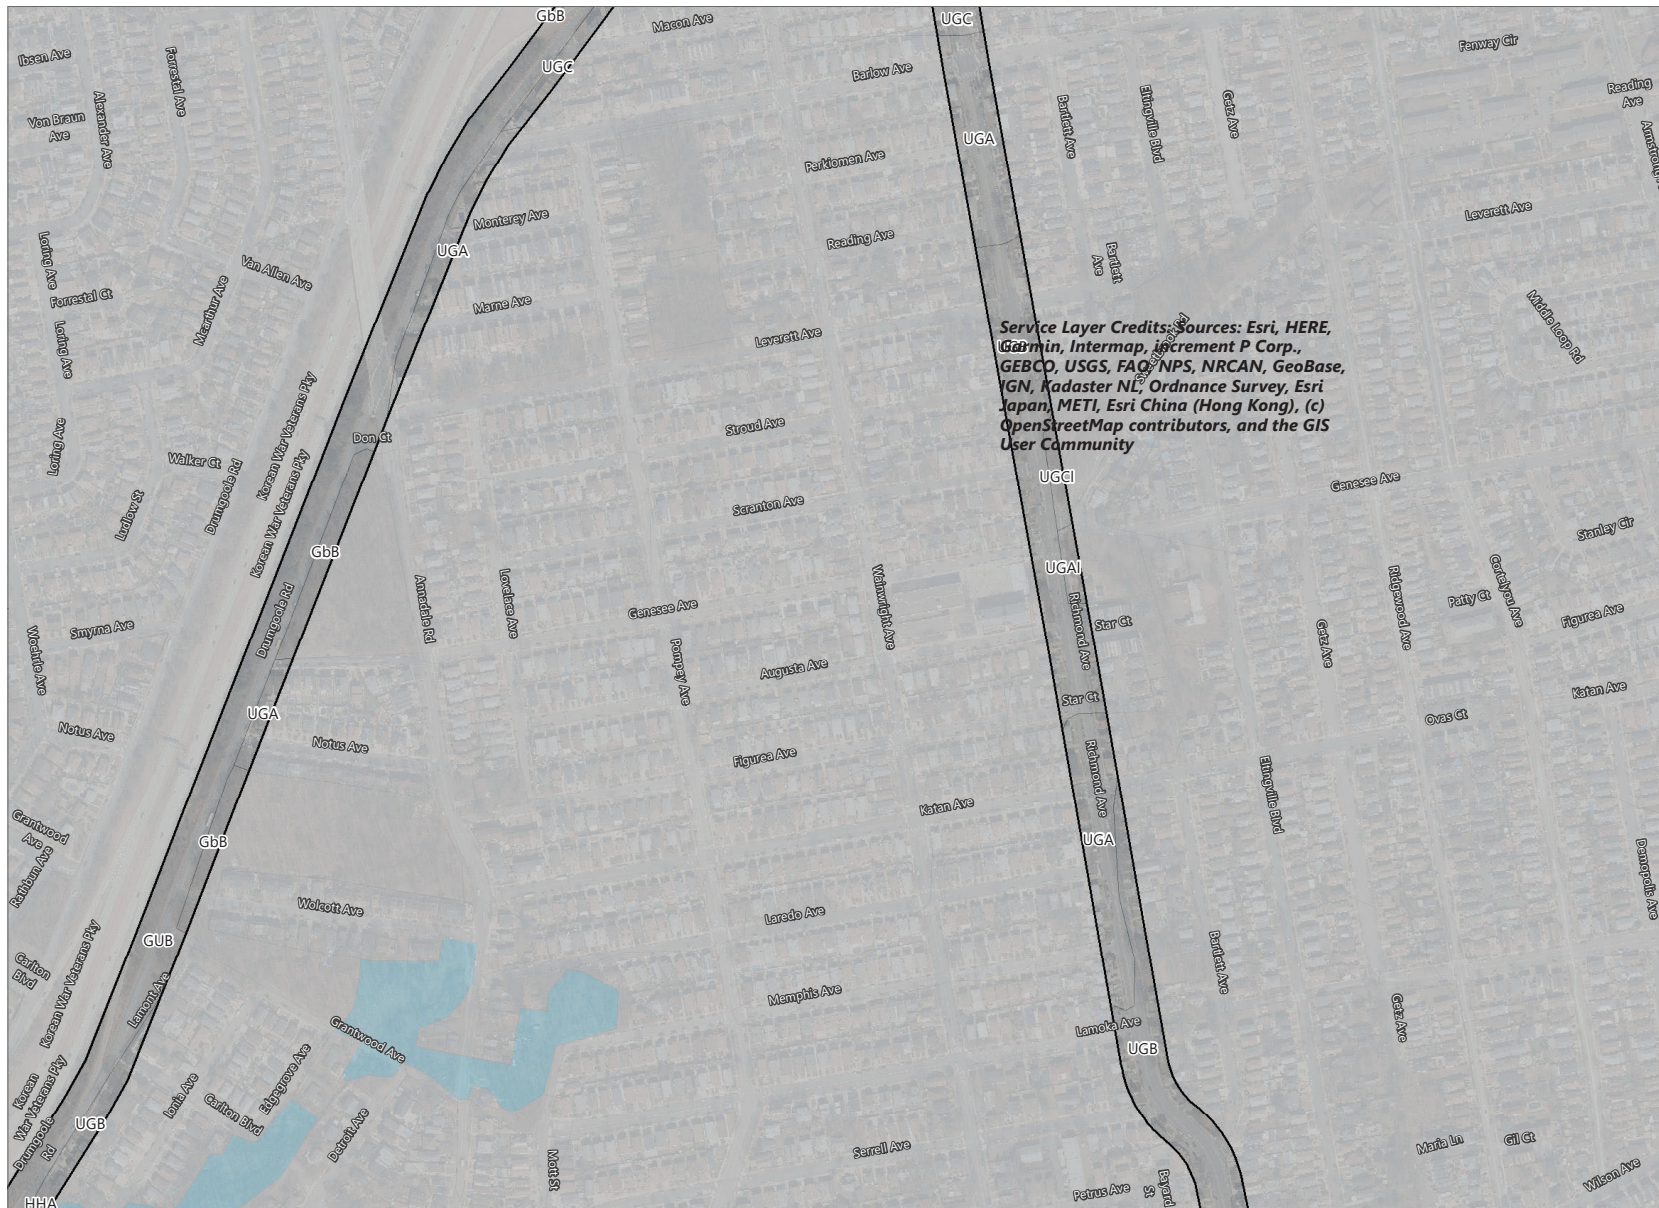 GbB
UGC
Macon Ave
UGC
Fenway Cir
Ibsen Ave
Forrestal Ave
UGC
Barlow Ave
Reading
Ave
Alexander Ave
Von Braun
Ave
Bartlett Ave
Eltingville Blvd
Getz Ave
UGA
Perkiomen Ave
Monterey Ave
Leverett Ave
Reading Ave
Loring Ave
UGA
Van Allen Ave
Bartlett
Ave
Forrestal Ct
Mcarthur Ave
Marne Ave
Loring Ave
Leverett Ave
Middle Loop Rd
Service Layer Credits: Sources: Esri, HERE,
Garmin, Intermap, increment P Corp.,
GEBCO, USGS, FAO, NPS, NRCAN, GeoBase,
IGN, Kadaster NL, Ordnance Survey, Esri
Japan, METI, Esri China (Hong Kong), (c)
OpenStreetMap contributors, and the GIS
User Community
UGB
Korean War Veterans Pky
Loring Ave
Don Ct
Stroud Ave
Walker Ct
Drumgoole Rd
Korean War Veterans Pky
UGCI
Genesee Ave
Ludlow St
Scranton Ave
Stanley Cir
GbB
UGAI
Annadale Rd
Lovelace Ave
Wainwright Ave
Ridgewood Ave
Cortelyou Ave
Drumgoole Rd
Genesee Ave
Richmond Ave
Star Ct
Patty Ct
Figurea Ave
Smyrna Ave
Woehrle Ave
Pompey Ave
Augusta Ave
Getz Ave
Katan Ave
Star Ct
UGA
Ovas Ct
Notus Ave
Notus Ave
Figurea Ave
Richmond Ave
Eltingville Blvd
Katan Ave
Grantwood
Ave
GbB
UGA
Rathbun Ave
Demopolis Ave
Wolcott Ave
Laredo Ave
GUB
Carlton
Blvd
Korean War Veterans Pky
Bartlett Ave
Lamont Ave
Memphis Ave
Getz Ave
Grantwood Ave
Lamoka Ave
UGB
Korean
War Veterans Pky
Ionia Ave
Edgegrove Ave
Carlton Blvd
UGB
Detroit Ave
Drumgoole
Rd
Serrell Ave
Maria Ln
Gil Ct
Mott St
Petrus Ave
Bayard
St
Wilson Ave
HHA